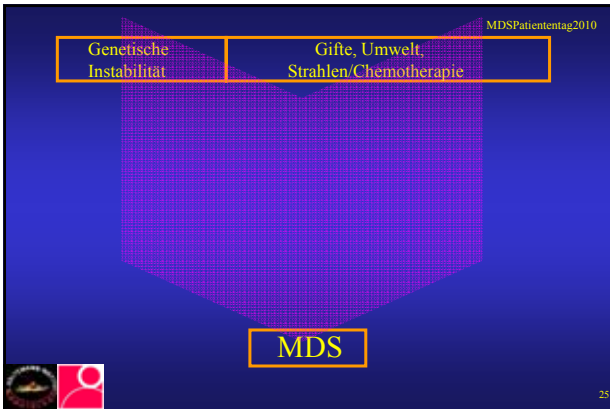 MDSPatiententag2010
Genetische
Instabilität
Gifte, Umwelt,
Strahlen/Chemotherapie
MDS
25